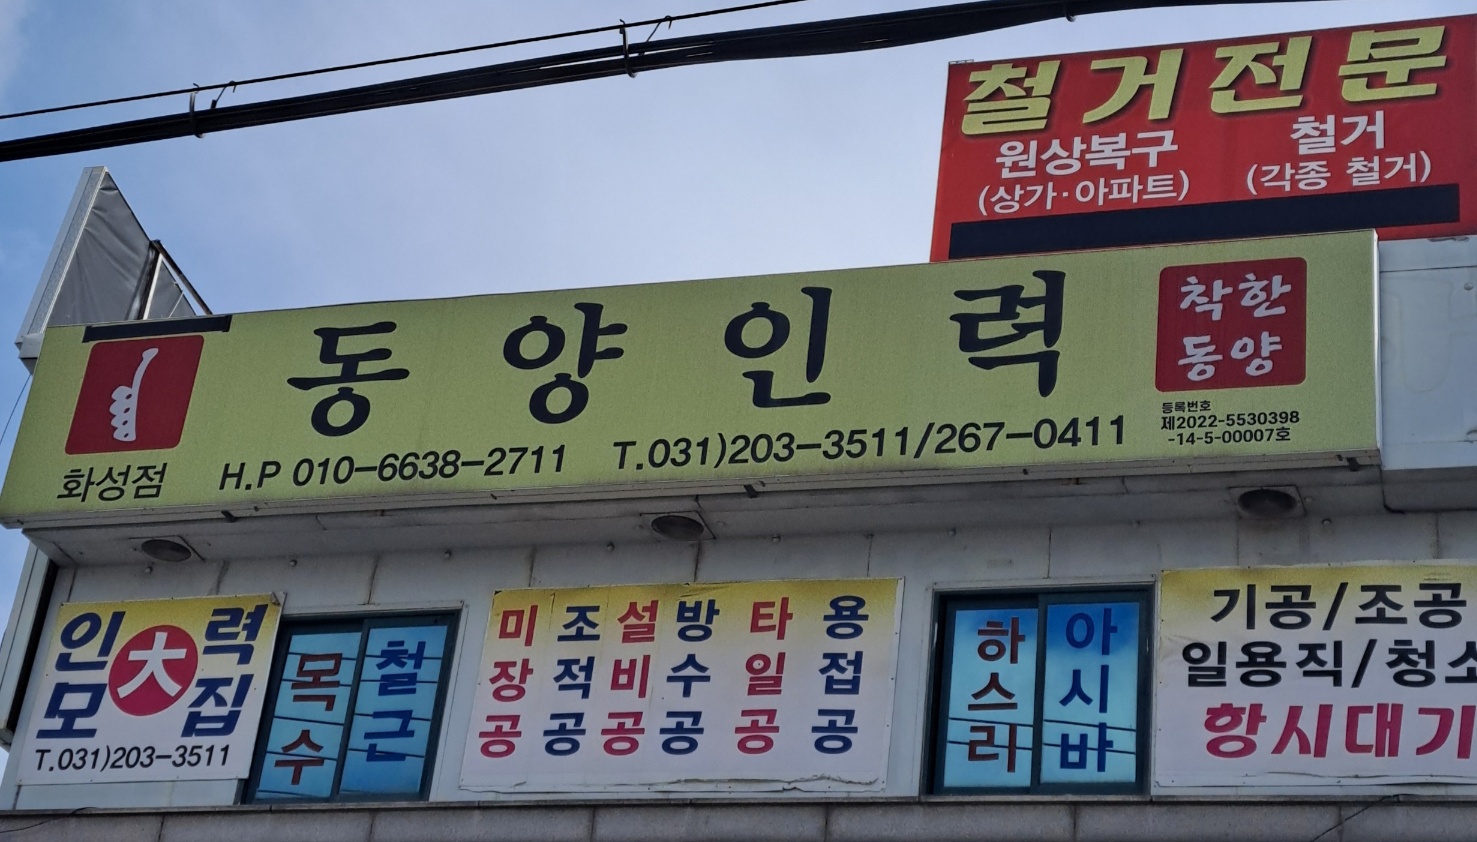 철거전문
원상복구 철거
(상가·아파트) (각종 철거)
동양인력
착한
동양
등록번호
제2022-5530398
-14-5-00007호
화성점
H.P 010-6638-2711 T.031)203-3511/267-0411
인력
大
모집
T.031)203-3511
목수
철근
미장공
조적공
설비공
방수공
타일공
용접공
하스리
아시바
기공/조공
일용직/청소
항시대기